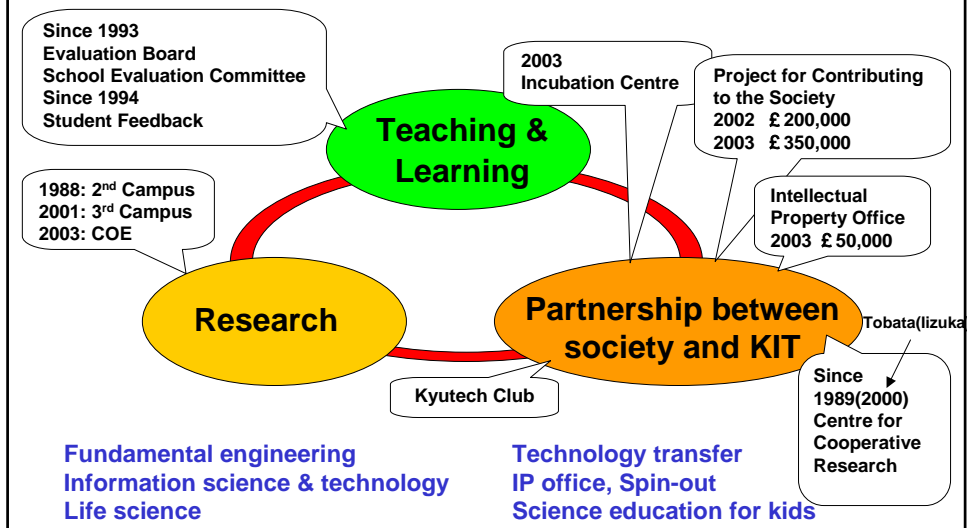 Since 1993
Evaluation Board
School Evaluation Committee
Since 1994
Student Feedback
2003
Incubation Centre
Project for Contributing
to the Society
2002 £200,000
2003 £350,000
Teaching &
Learning
1988: 2nd Campus
2001: 3rd Campus
2003: COE
Intellectual
Property Office
2003 £50,000
Research
Partnership between
society and KIT
Tobata(Iizuka
Kyutech Club
Since
1989(2000)
Centre for
Cooperative
Research
Fundamental engineering
Information science & technology
Life science
Technology transfer
IP office, Spin-out
Science education for kids